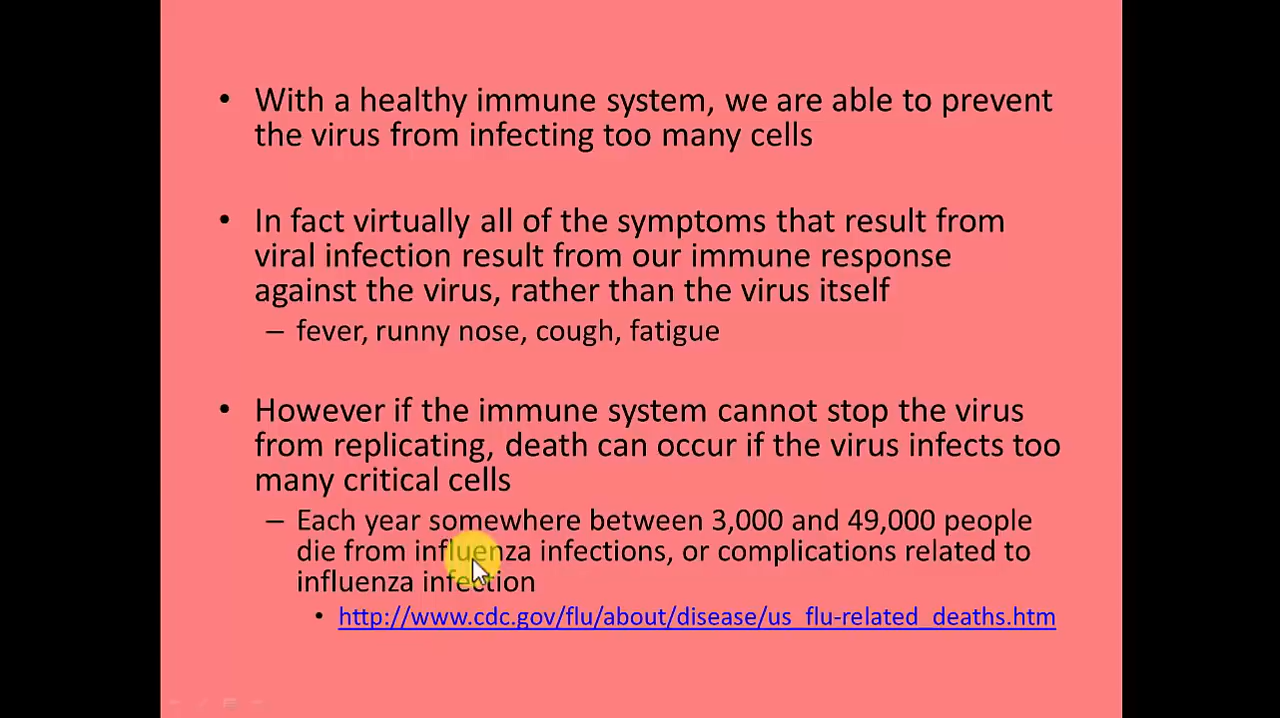 • With a healthy immune system, we are able to prevent
the virus from infecting too many cells
• In fact virtually all of the symptoms that result from
viral infection result from our immune response
against the virus, rather than the virus itself
– fever, runny nose, cough, fatigue
• However if the immune system cannot stop the virus
from replicating, death can occur if the virus infects too
many critical cells
– Each year somewhere between 3,000 and 49,000 people
die from influenza infections, or complications related to
influenza infection
• http://www.cdc.gov/flu/about/disease/us_flu-related_deaths.htm